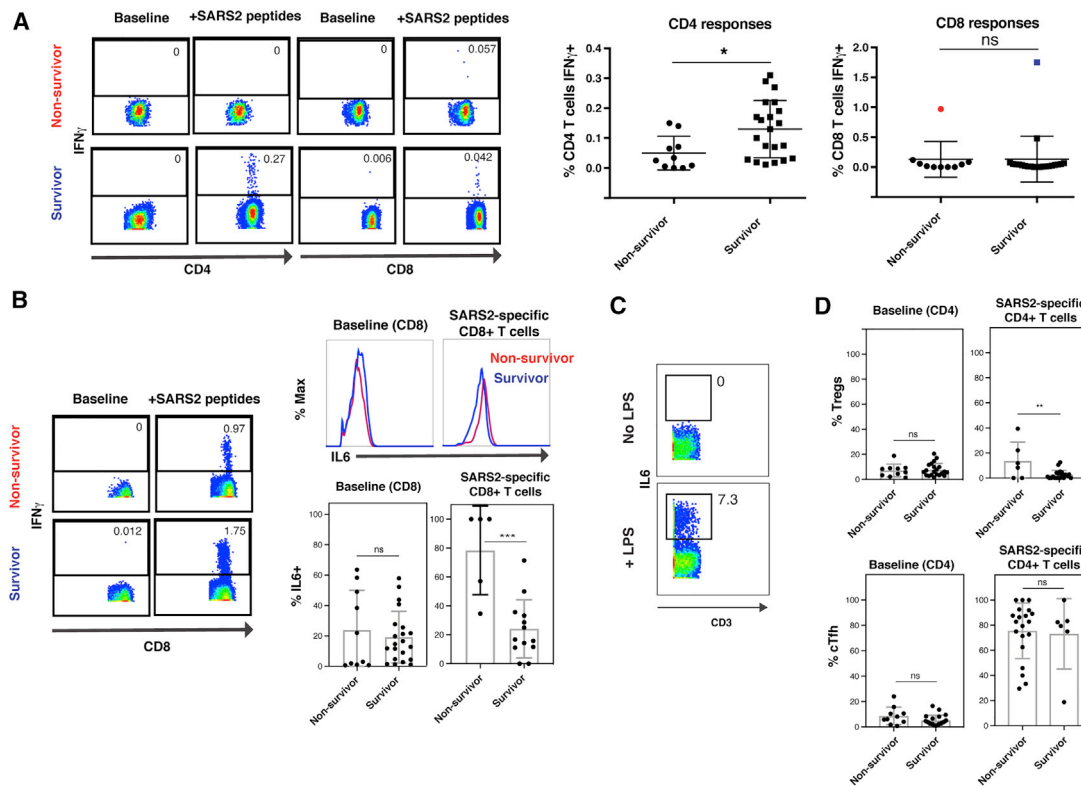 A
Baseline
+SARS2 peptides
Baseline
+SARS2 peptides
Non-survivor
Survivor
IFNγ
0
0
0
0.057
0
0.27
0.006
0.042
CD4
CD8
CD4 responses
*
% CD4 T cells IFNγ+
0.4
0.3
0.2
0.1
0.0
Non-survivor
Survivor
CD8 responses
ns
% CD8 T cells IFNγ+
2.0
1.5
1.0
0.5
0.0
Non-survivor
Survivor
B
Baseline
+SARS2 peptides
Non-survivor
Survivor
IFNγ
0
0.97
0.012
1.75
CD8
Baseline (CD8)
SARS2-specific
CD8+ T cells
Non-survivor
Survivor
% Max
IL6
Baseline (CD8)
% IL6+
100
80
60
40
20
0
ns
Non-survivor
Survivor
SARS2-specific
CD8+ T cells
100
80
60
40
20
0
***
Non-survivor
Survivor
C
No LPS
+ LPS
IL6
0
7.3
CD3
D
Baseline (CD4)
% Tregs
100
80
60
40
20
0
ns
Non-survivor
Survivor
SARS2-specific
CD4+ T cells
100
80
60
40
20
0
**
Non-survivor
Survivor
Baseline (CD4)
% cTfh
100
80
60
40
20
0
ns
Non-survivor
Survivor
SARS2-specific
CD4+ T cells
ns
100
80
60
40
20
0
Non-survivor
Survivor